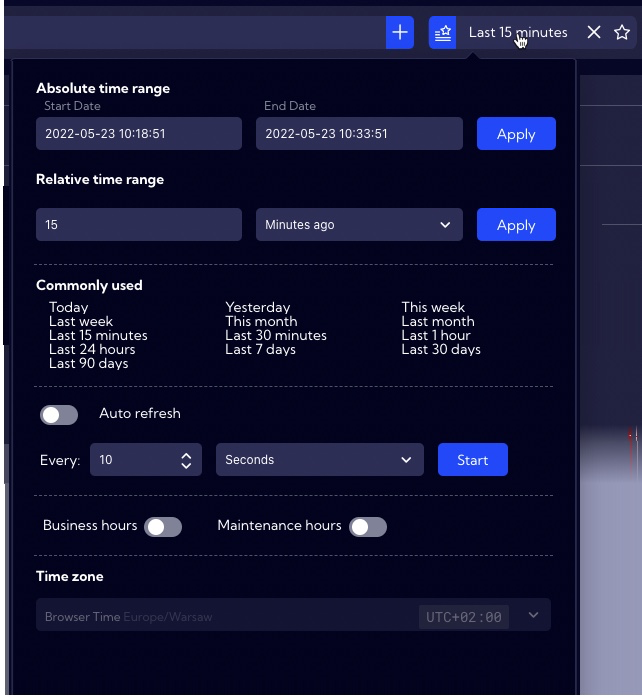 Last 15 minutes
Absolute time range
Start Date End Date
2022-05-23 10:18:51 2022-05-23 10:33:51 Apply
Relative time range
15 Minutes ago Apply
Commonly used
Today Yesterday This week
Last week This month Last month
Last 15 minutes Last 30 minutes Last 1 hour
Last 24 hours Last 7 days Last 30 days
Last 90 days
Auto refresh
Every: 10 Seconds Start
Business hours Maintenance hours
Time zone
Browser Time Europe/Warsaw UTC+02:00